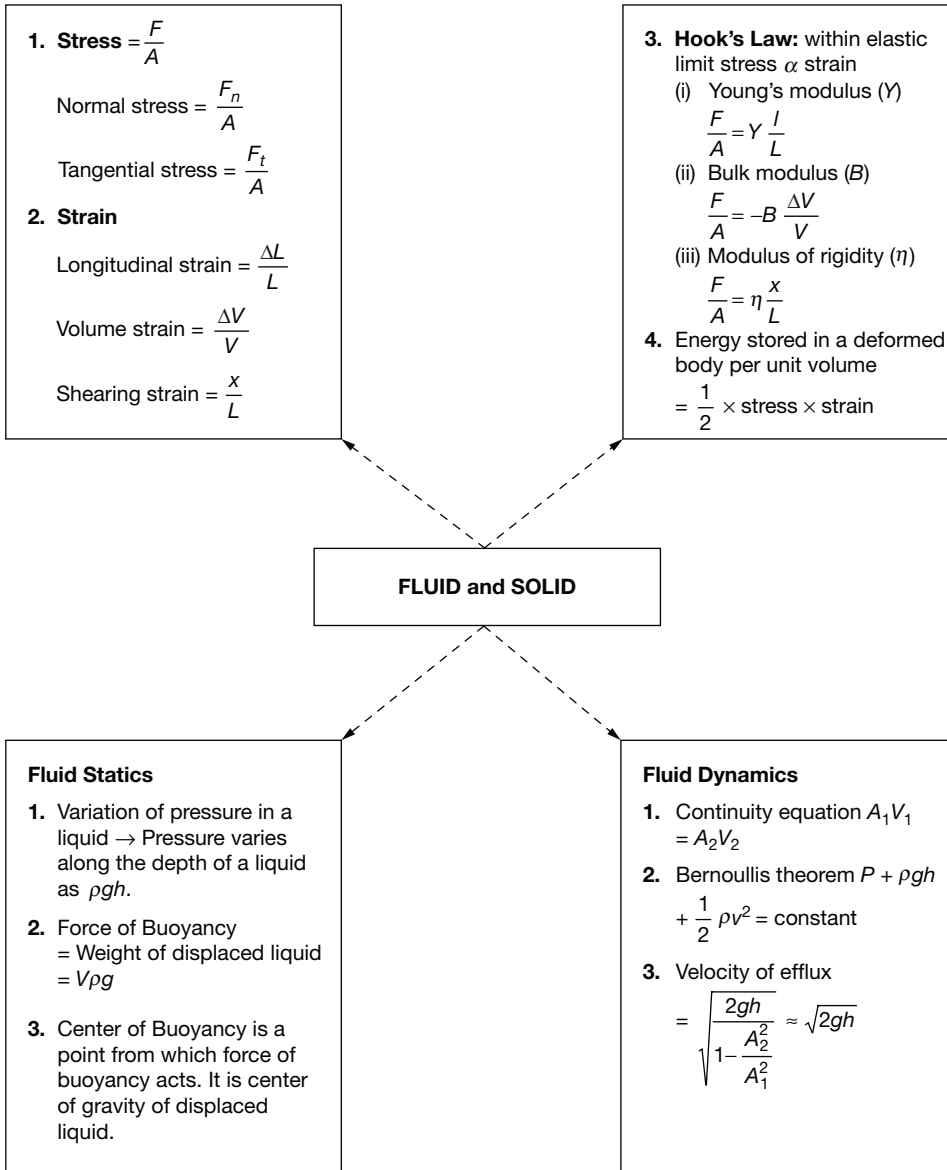 1. Stress = F/A
Normal stress = Fn/A
Tangential stress = Ft/A
2. Strain
Longitudinal strain = ΔL/L
Volume strain = ΔV/V
Shearing strain = x/L
3. Hook's Law: within elastic
limit stress α strain
(i) Young's modulus (Y)
F/A = Y l/L
(ii) Bulk modulus (B)
F/A = –B ΔV/V
(iii) Modulus of rigidity (η)
F/A = η x/L
4. Energy stored in a deformed
body per unit volume
= 1/2 × stress × strain
FLUID and SOLID
Fluid Statics
1. Variation of pressure in a
liquid → Pressure varies
along the depth of a liquid
as ρgh.
2. Force of Buoyancy
= Weight of displaced liquid
= Vρg
3. Center of Buoyancy is a
point from which force of
buoyancy acts. It is center
of gravity of displaced
liquid.
Fluid Dynamics
1. Continuity equation A₁V₁
= A₂V₂
2. Bernoullis theorem P + ρgh
+ 1/2 ρv² = constant
3. Velocity of efflux
= √(2gh/(1– A₂²/A₁²)) ≈ √2gh